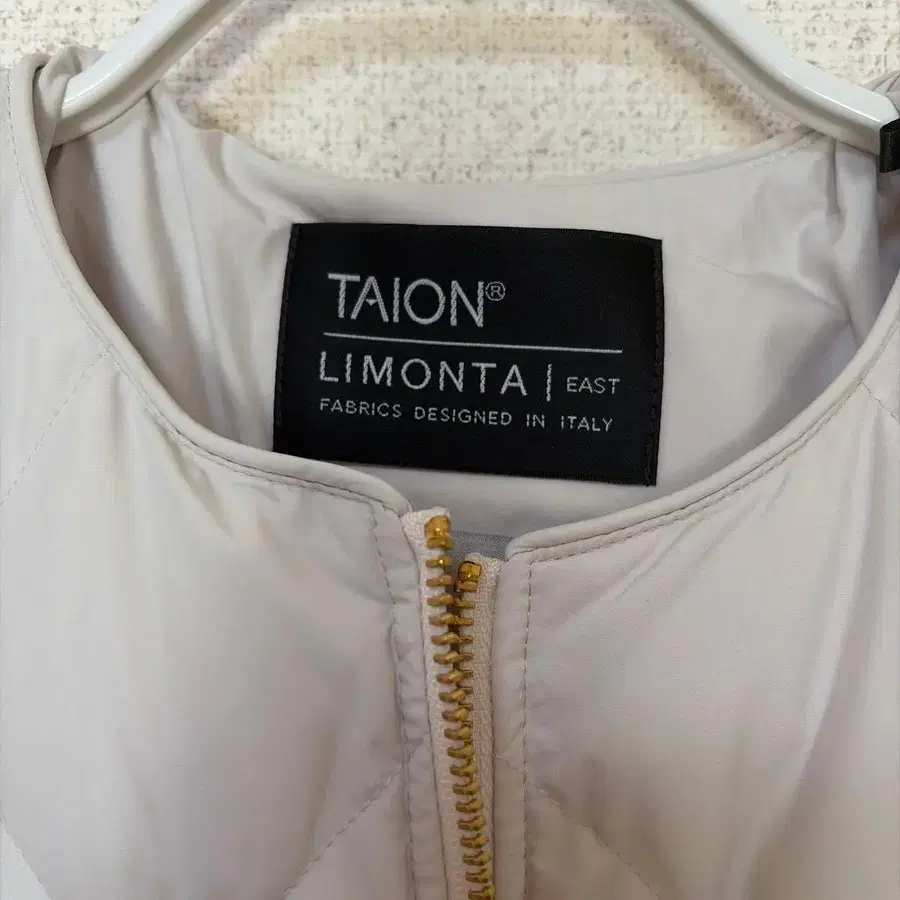 TAION®
LIMONTA | EAST
FABRICS DESIGNED IN ITALY